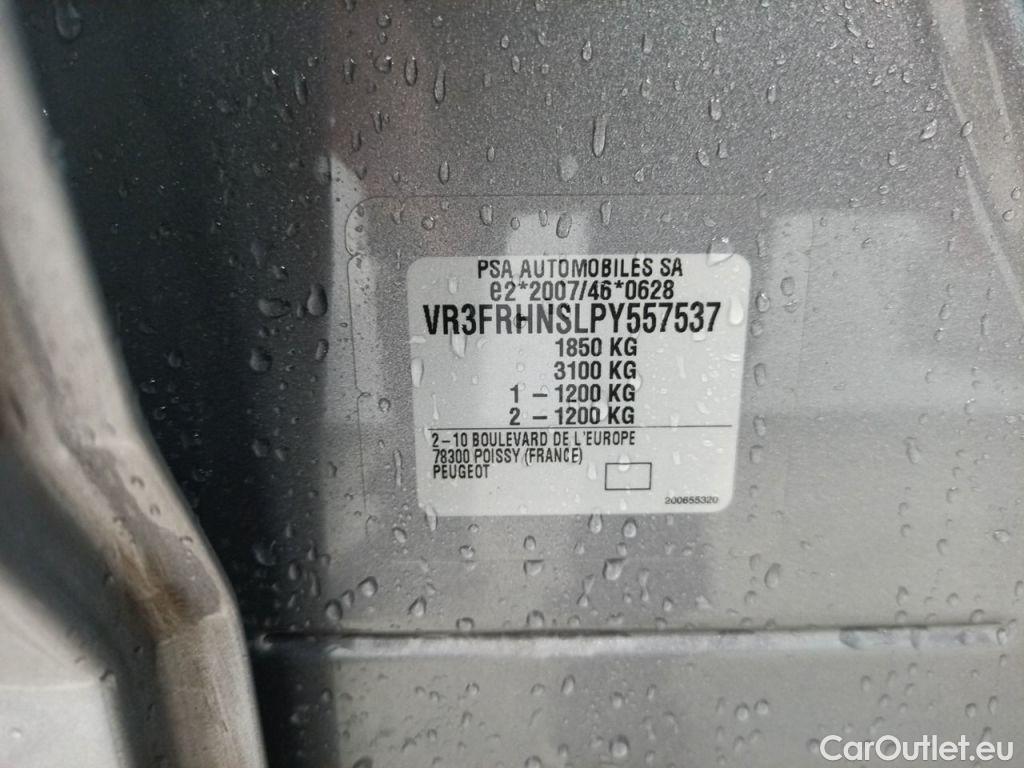 PSA AUTOMOBILES SA
e2*2007/46*0628
VR3FRHNSLPY557537
1850 KG
3100 KG
1 – 1200 KG
2 – 1200 KG
2–10 BOULEVARD DE L'EUROPE
78300 POISSY (FRANCE)
PEUGEOT
200655320
CarOutlet.eu